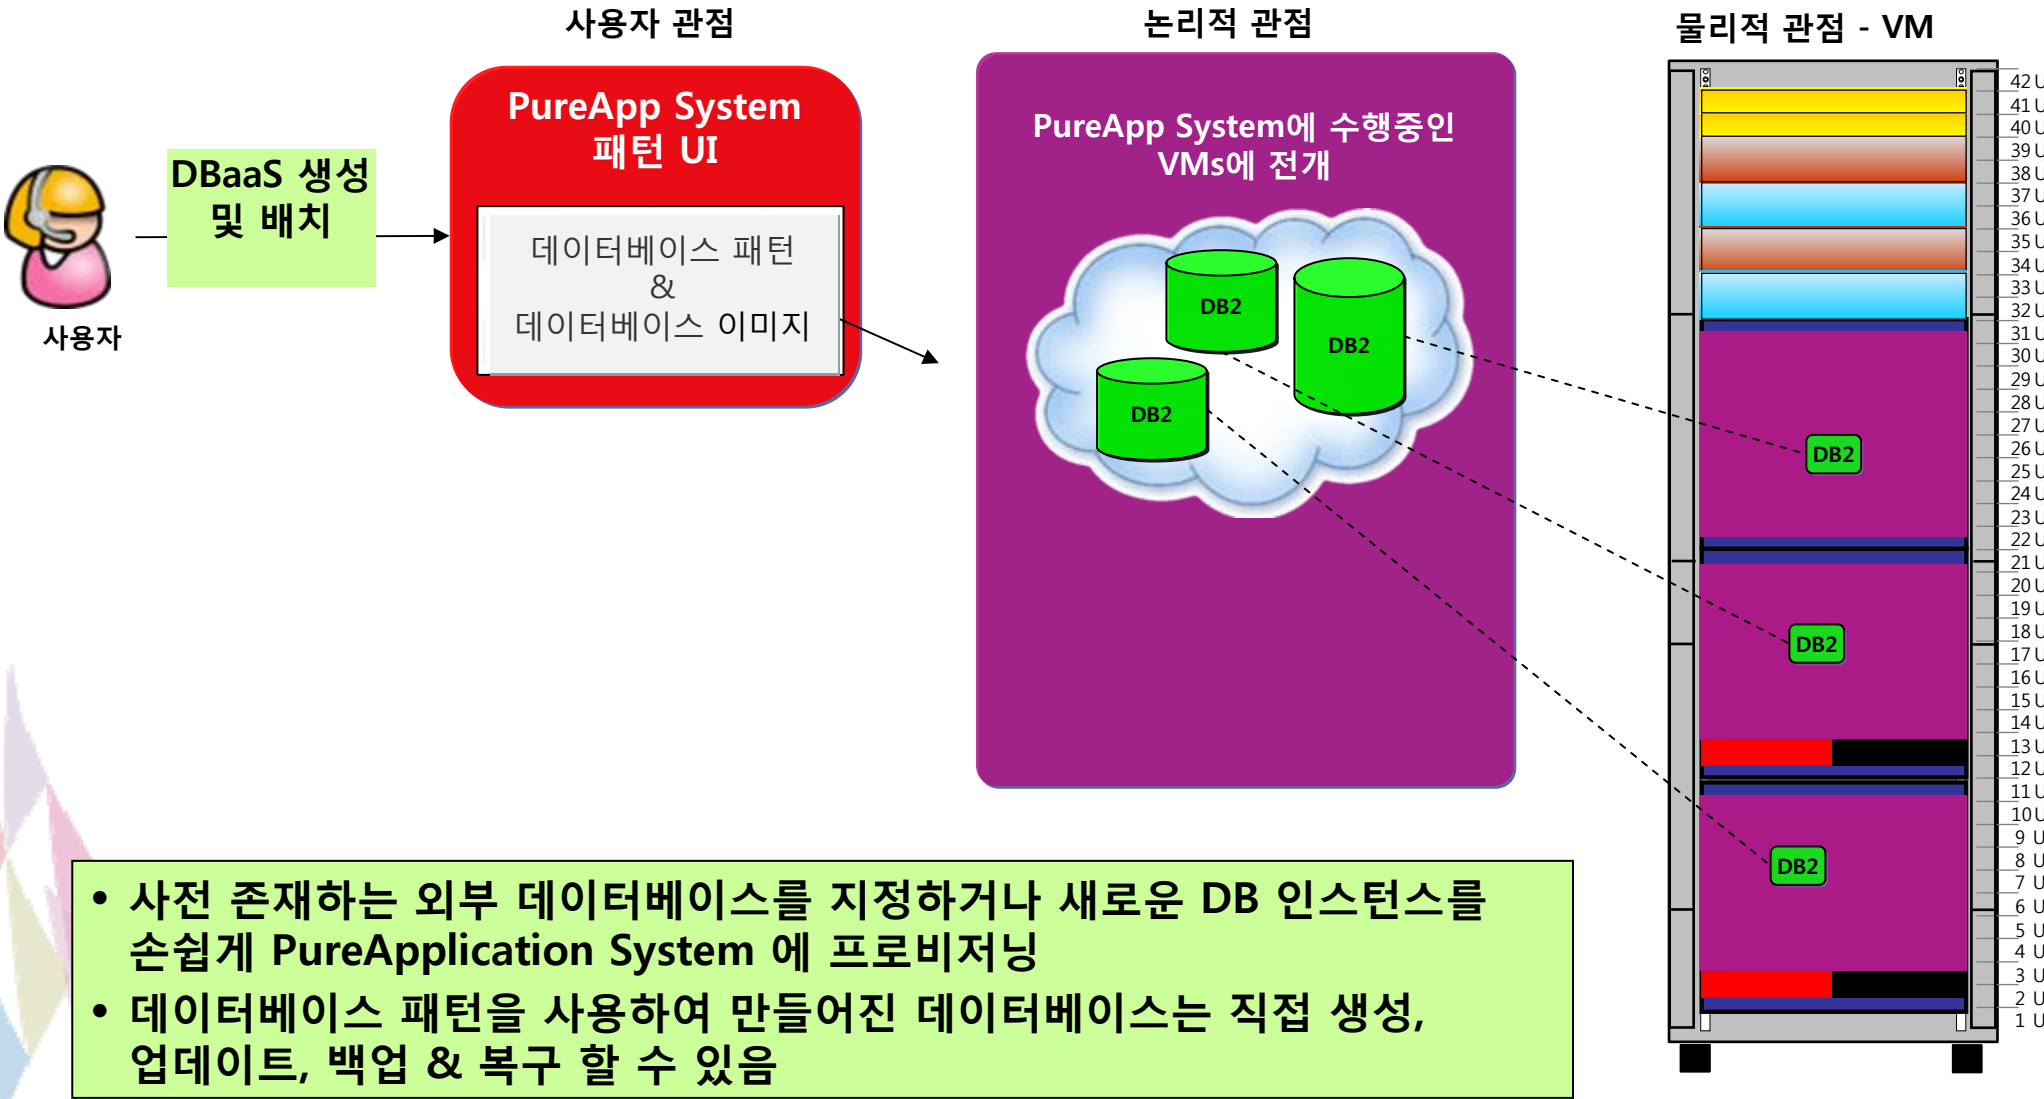 사용자 관점
논리적 관점
물리적 관점 - VM
사용자
DBaaS 생성
및 배치
PureApp System
패턴 UI
데이터베이스 패턴
&
데이터베이스 이미지
PureApp System에 수행중인
VMs에 전개
DB2
DB2
DB2
DB2
DB2
DB2
42 U
41 U
40 U
39 U
38 U
37 U
36 U
35 U
34 U
33 U
32 U
31 U
30 U
29 U
28 U
27 U
26 U
25 U
24 U
23 U
22 U
21 U
20 U
19 U
18 U
17 U
16 U
15 U
14 U
13 U
12 U
11 U
10 U
9 U
8 U
7 U
6 U
5 U
4 U
3 U
2 U
1 U
• 사전 존재하는 외부 데이터베이스를 지정하거나 새로운 DB 인스턴스를
손쉽게 PureApplication System 에 프로비저닝
• 데이터베이스 패턴을 사용하여 만들어진 데이터베이스는 직접 생성,
업데이트, 백업 & 복구 할 수 있음